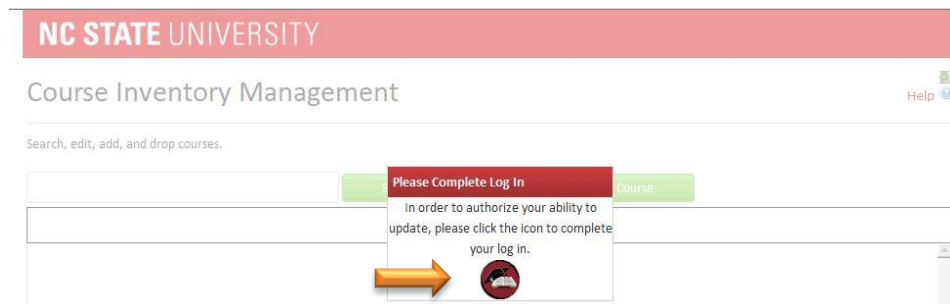 NC STATE UNIVERSITY
Course Inventory Management
Help
Search, edit, add, and drop courses.
Please Complete Log In
Course
In order to authorize your ability to
update, please click the icon to complete
your log in.